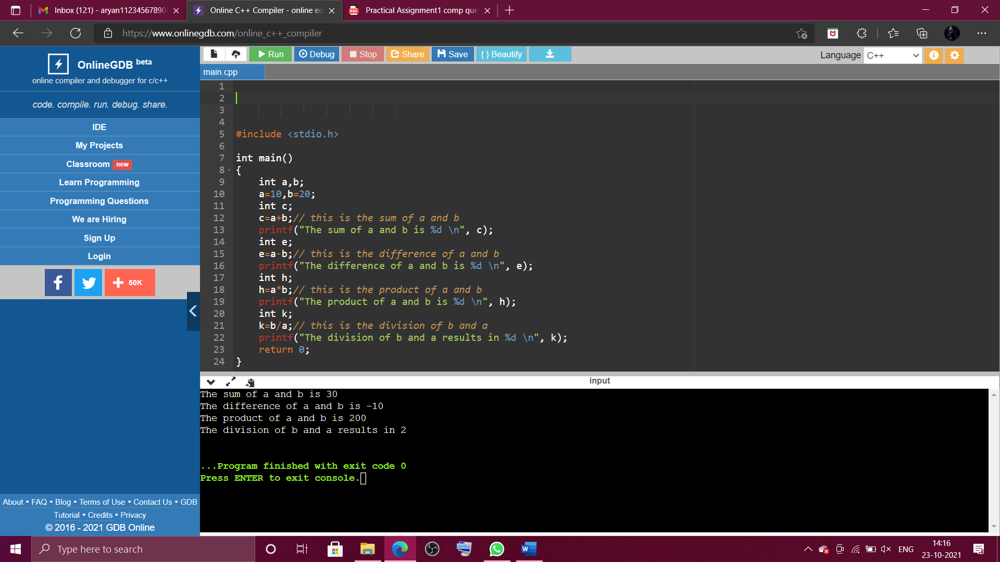 Inbox (121) - aryan11234567890
Online C++ Compiler - online ed
PDF
Practical Assignment1 comp que
https://www.onlinegdb.com/online_c++_compiler
OnlineGDB beta
online compiler and debugger for c/c++
code. compile. run. debug. share.
IDE
My Projects
Classroom new
Learn Programming
Programming Questions
We are Hiring
Sign Up
Login
f
50K
About • FAQ • Blog • Terms of Use • Contact Us • GDB
Tutorial • Credits • Privacy
© 2016 - 2021 GDB Online
Run Debug Stop Share Save { } Beautify
Language C++
main.cpp
1
2
3
4
5 #include <stdio.h>
6
7 int main()
8 {
9 int a,b;
10 a=10,b=20;
11 int c;
12 c=a+b;// this is the sum of a and b
13 printf("The sum of a and b is %d \n", c);
14 int e;
15 e=a-b;// this is the difference of a and b
16 printf("The difference of a and b is %d \n", e);
17 int h;
18 h=a*b;// this is the product of a and b
19 printf("The product of a and b is %d \n", h);
20 int k;
21 k=b/a;// this is the division of b and a
22 printf("The division of b and a results in %d \n", k);
23 return 0;
24 }
input
The sum of a and b is 30
The difference of a and b is -10
The product of a and b is 200
The division of b and a results in 2
...Program finished with exit code 0
Press ENTER to exit console.
Type here to search
W
ENG
14:16
23-10-2021